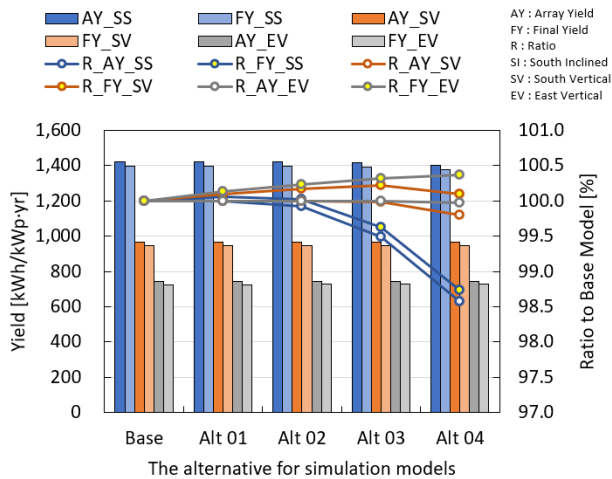 AY_SS FY_SS AY_SV
FY_SV AY_EV FY_EV
R_AY_SS R_FY_SS R_AY_SV
R_FY_SV R_AY_EV R_FY_EV
AY : Array Yield
FY : Final Yield
R : Ratio
SI : South Inclined
SV : South Vertical
EV : East Vertical
Yield [kWh/kWp·yr]
1,600
1,400
1,200
1,000
800
600
400
200
0
101.0
100.5
100.0
99.5
99.0
98.5
98.0
97.5
97.0
Ratio to Base Model [%]
Base Alt 01 Alt 02 Alt 03 Alt 04
The alternative for simulation models